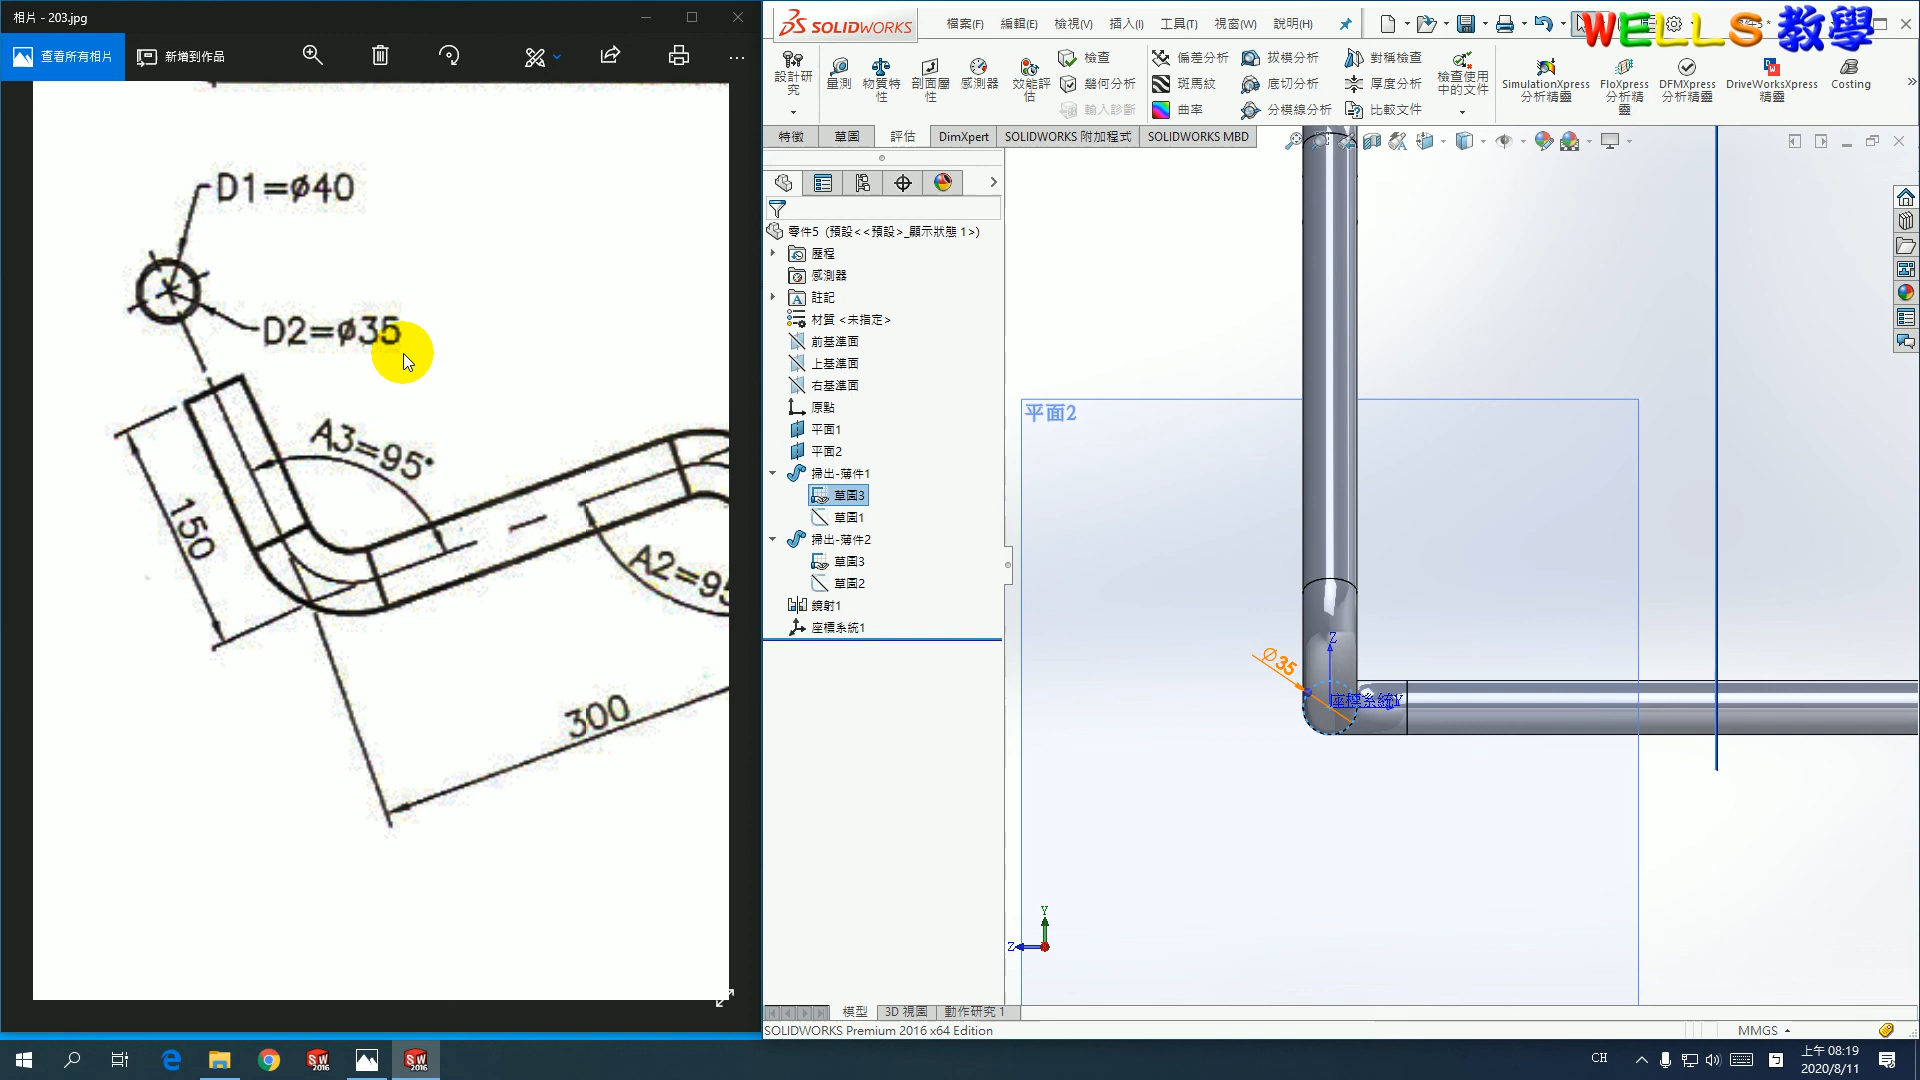 相片 - 203.jpg
查看所有相片
新增到作品
D1=ø40
D2=ø35
A3=95°
150
A2=95
300
SOLIDWORKS
檔案(F)
編輯(E)
檢視(V)
插入(I)
工具(T)
視窗(W)
說明(H)
WELLS 教學
設計研究
量測
物質特性
剖面屬性
感測器
效能評估
檢查
幾何分析
輸入診斷
偏差分析
斑馬紋
曲率
拔模分析
底切分析
分模線分析
對稱檢查
厚度分析
比較文件
檢查使用中的文件
SimulationXpress 分析精靈
FloXpress 分析精靈
DFMXpress 分析精靈
DriveWorksXpress 精靈
Costing
特徵
草圖
評估
DimXpert
SOLIDWORKS 附加程式
SOLIDWORKS MBD
零件5 (預設<<預設>_顯示狀態 1>)
歷程
感測器
註記
材質 <未指定>
前基準面
上基準面
右基準面
原點
平面1
平面2
掃出-薄件1
草圖3
草圖1
掃出-薄件2
草圖3
草圖2
鏡射1
座標系統1
平面2
Z
Ø35
座標系統1
Y
Z
模型
3D 視圖
動作研究 1
SOLIDWORKS Premium 2016 x64 Edition
MMGS
CH
上午 08:19
2020/8/11